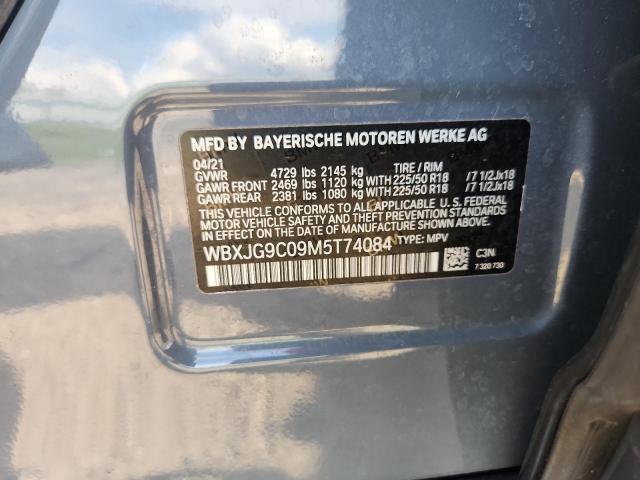 MFD BY BAYERISCHE MOTOREN WERKE AG
04/21
GVWR 4729 lbs 2145 kg TIRE / RIM
GAWR FRONT 2469 lbs 1120 kg WITH 225/50 R18 / 7 1/2Jx18
GAWR REAR 2381 lbs 1080 kg WITH 225/50 R18 / 7 1/2Jx18
THIS VEHICLE CONFORMS TO ALL APPLICABLE U.S. FEDERAL
MOTOR VEHICLE SAFETY, BUMPER, AND THEFT PREVENTION
STANDARDS IN EFFECT ON THE DATE OF MANUFACTURE
SHOWN ABOVE.
WBXJG9C09M5T74084 TYPE: MPV
C3N
7 320 730